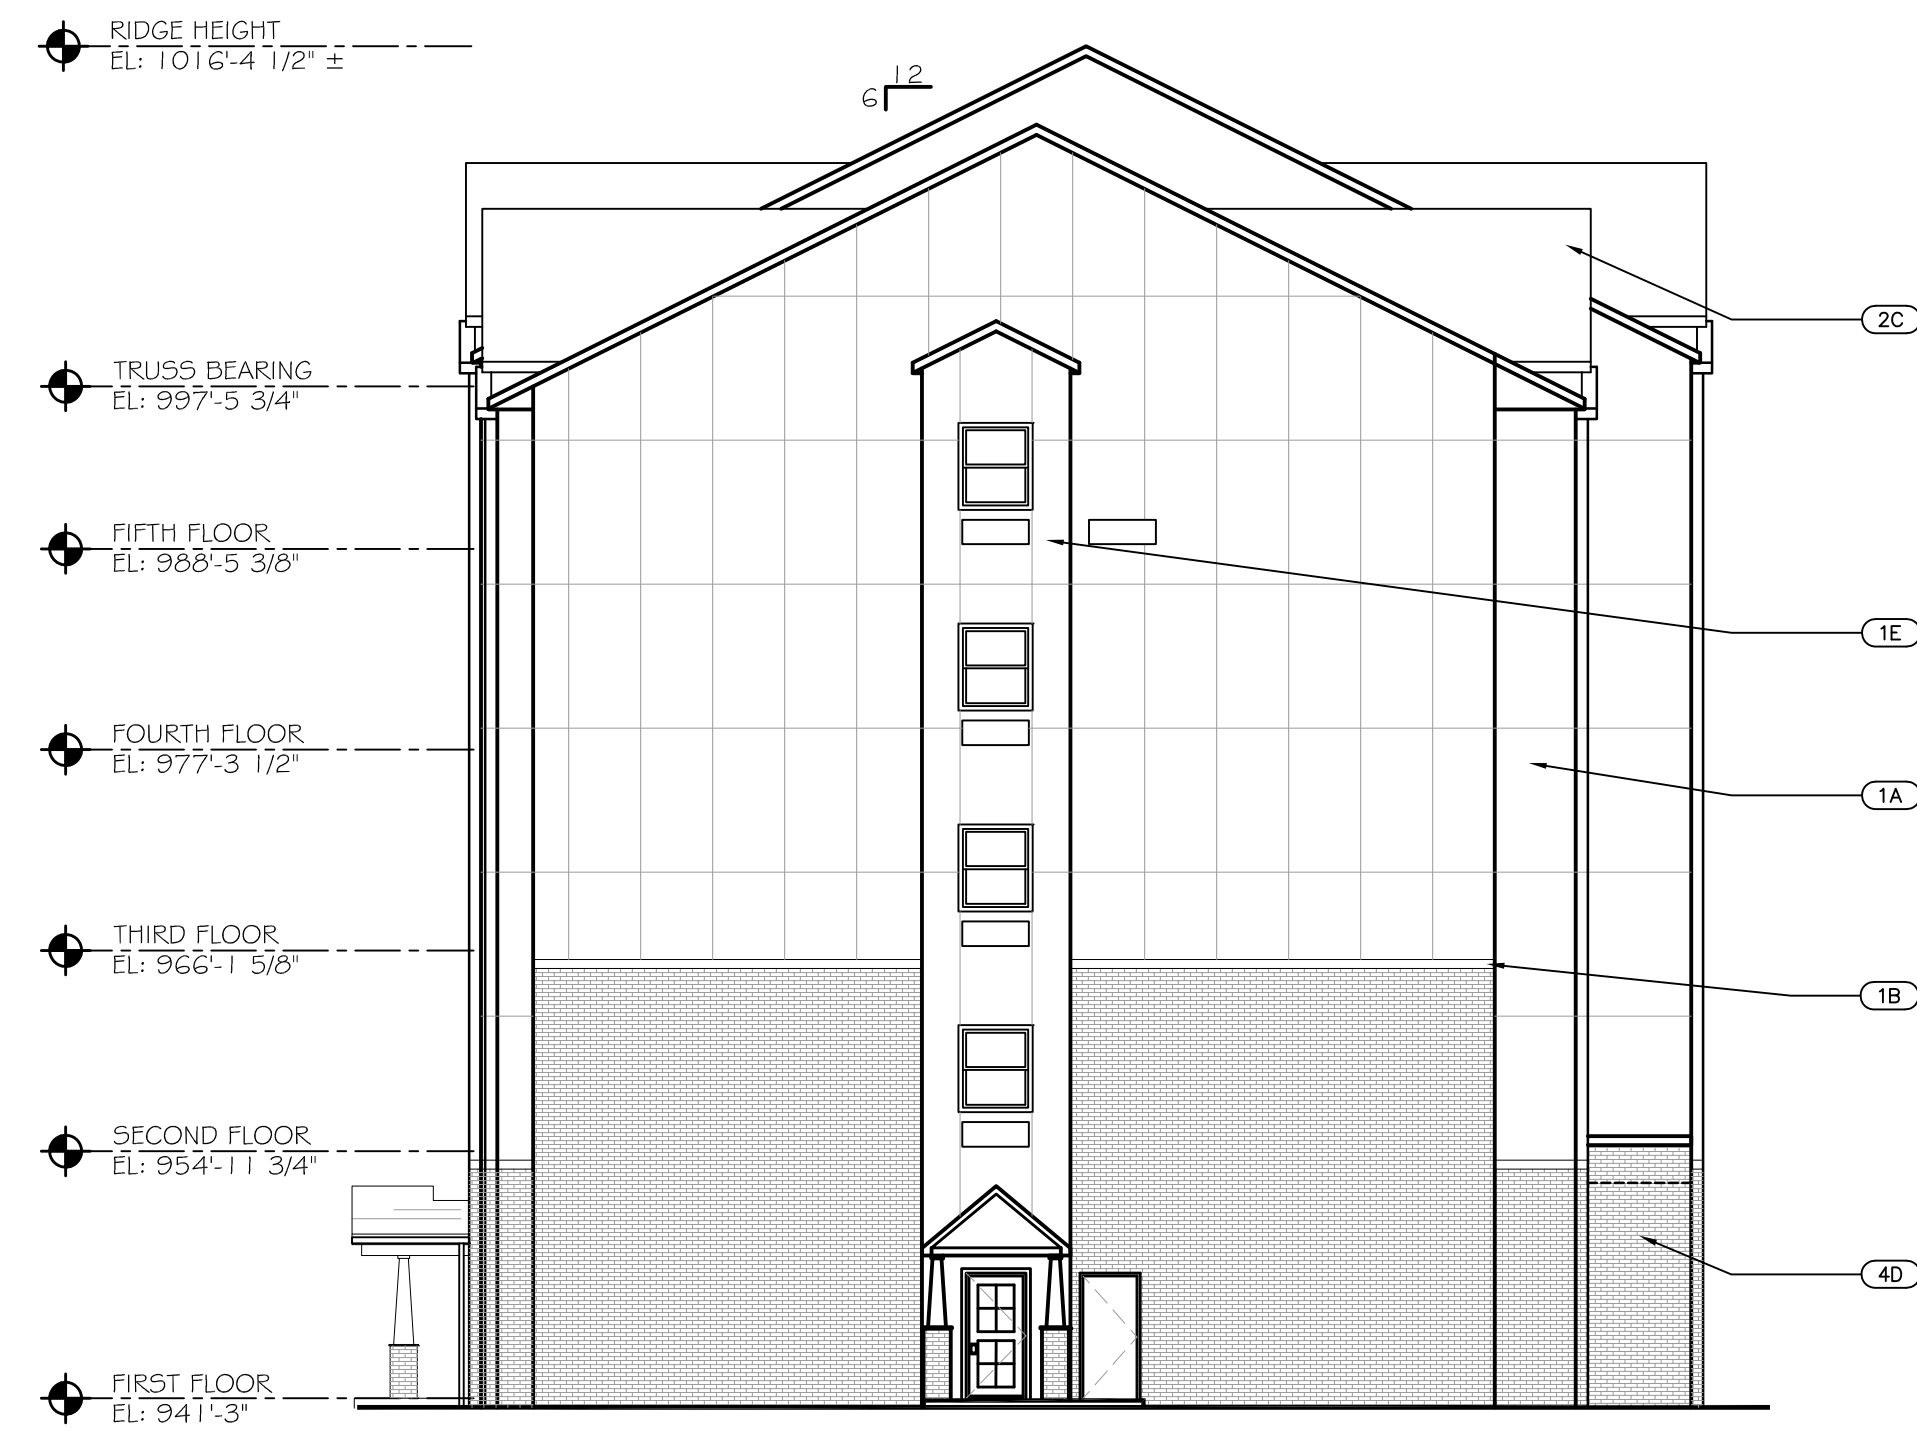 RIDGE HEIGHT
EL: 1016'-4 1/2" ±
12
6
2C
TRUSS BEARING
EL: 997'-5 3/4"
FIFTH FLOOR
EL: 988'-5 3/8"
1E
FOURTH FLOOR
EL: 977'-3 1/2"
1A
THIRD FLOOR
EL: 966'-1 5/8"
1B
SECOND FLOOR
EL: 954'-11 3/4"
4D
FIRST FLOOR
EL: 941'-3"